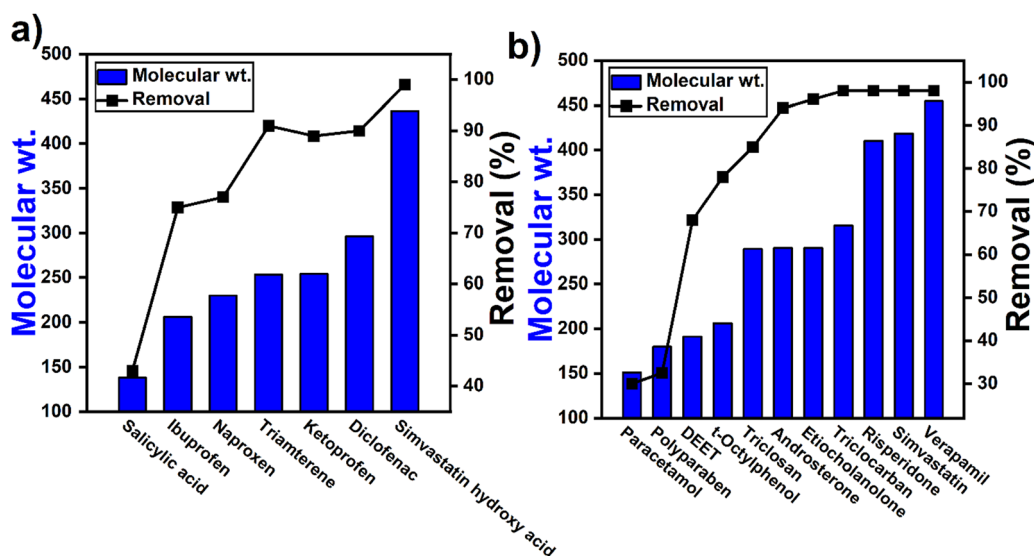 a)
Molecular wt.
Removal
500
450
400
350
300
250
200
150
100
Molecular wt.
100
90
80
70
60
50
40
Removal (%)
Salicylic acid
Ibuprofen
Naproxen
Triamterene
Ketoprofen
Diclofenac
Simvastatin hydroxy acid
b)
Molecular wt.
Removal
500
450
400
350
300
250
200
150
100
Molecular wt.
100
90
80
70
60
50
40
30
Removal (%)
Paracetamol
Polyparaben
DEET
t-Octylphenol
Triclosan
Androsterone
Etiocholanolone
Triclocarban
Risperidone
Simvastatin
Verapamil